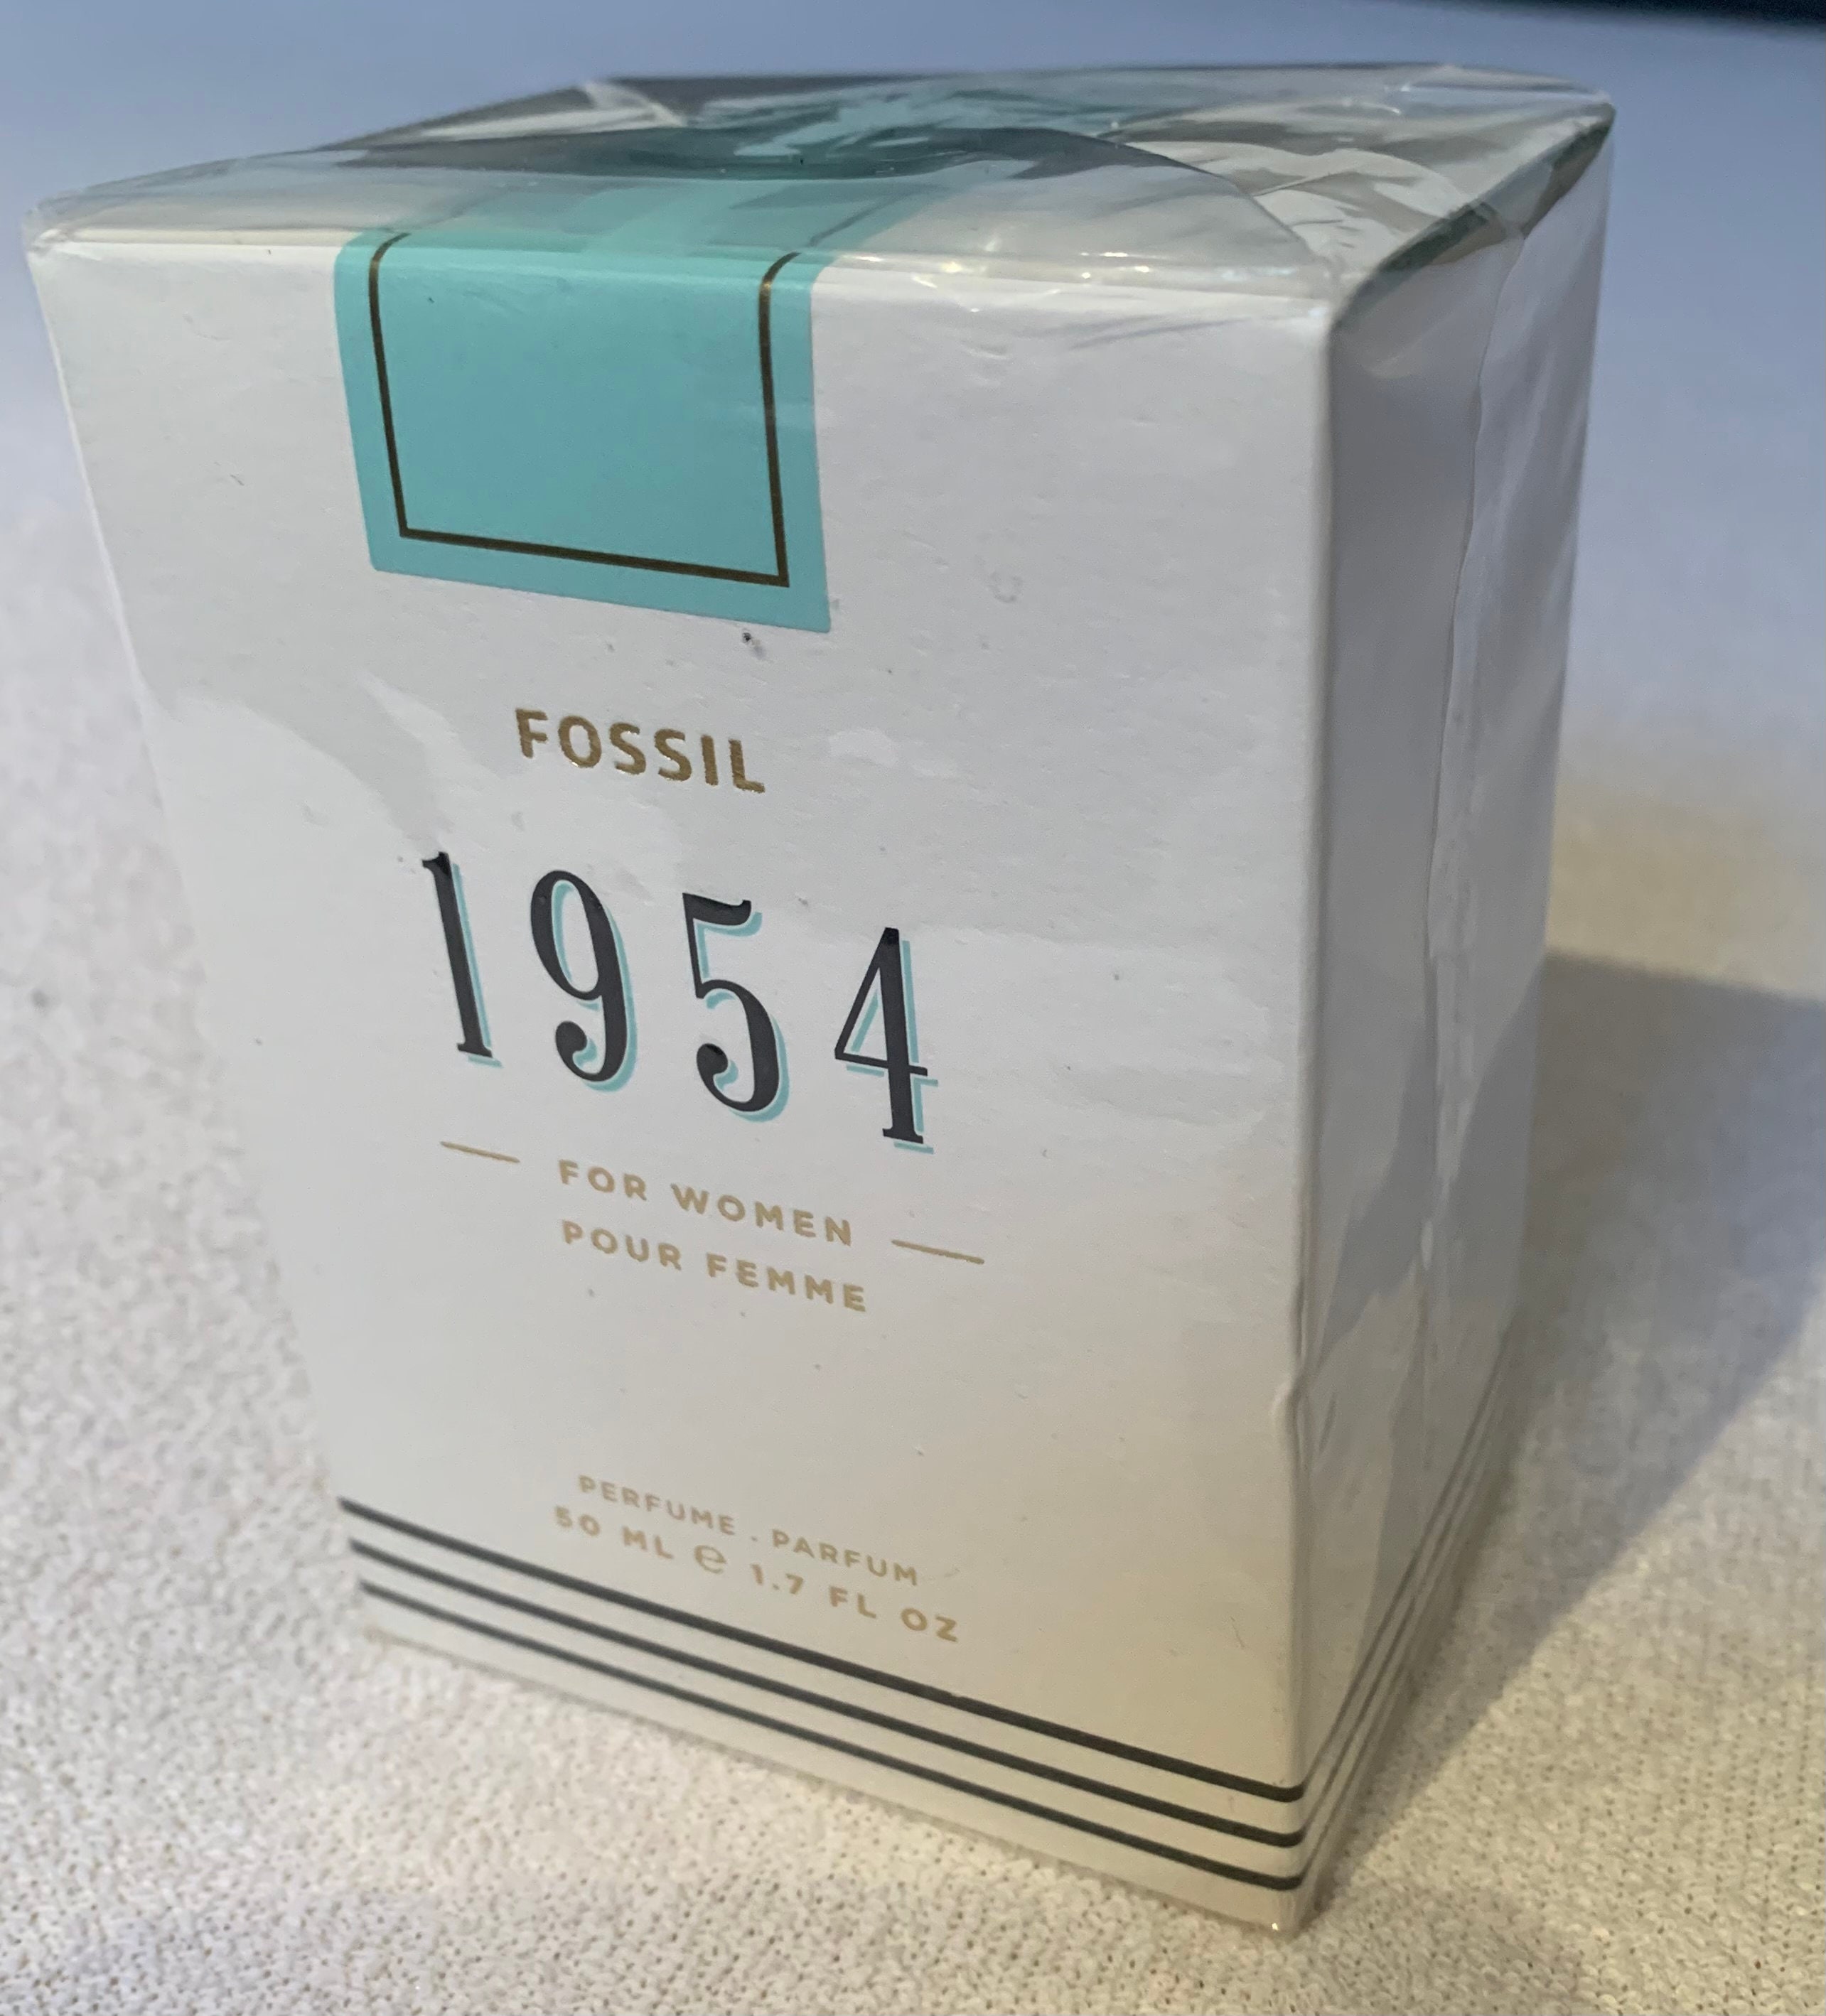 FOSSIL
1954
FOR WOMEN
POUR FEMME
PERFUME . PARFUM
50 ML ℮ 1.7 FL OZ